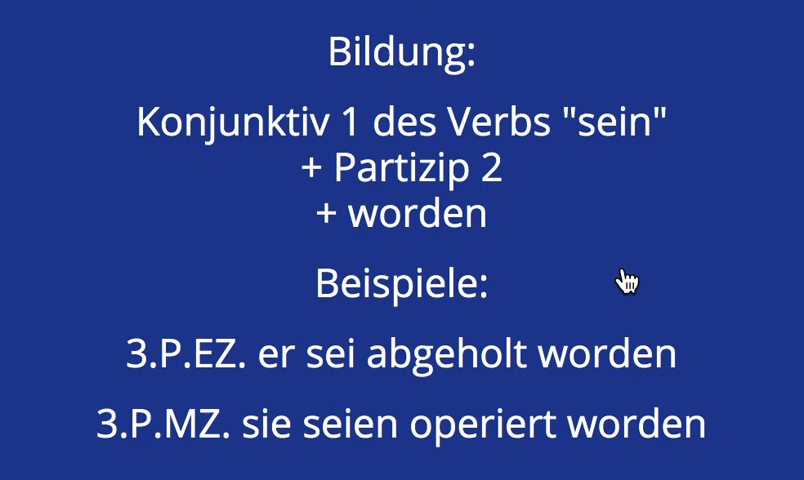 Bildung:
Konjunktiv 1 des Verbs "sein"
+ Partizip 2
+ worden
Beispiele:
3.P.EZ. er sei abgeholt worden
3.P.MZ. sie seien operiert worden